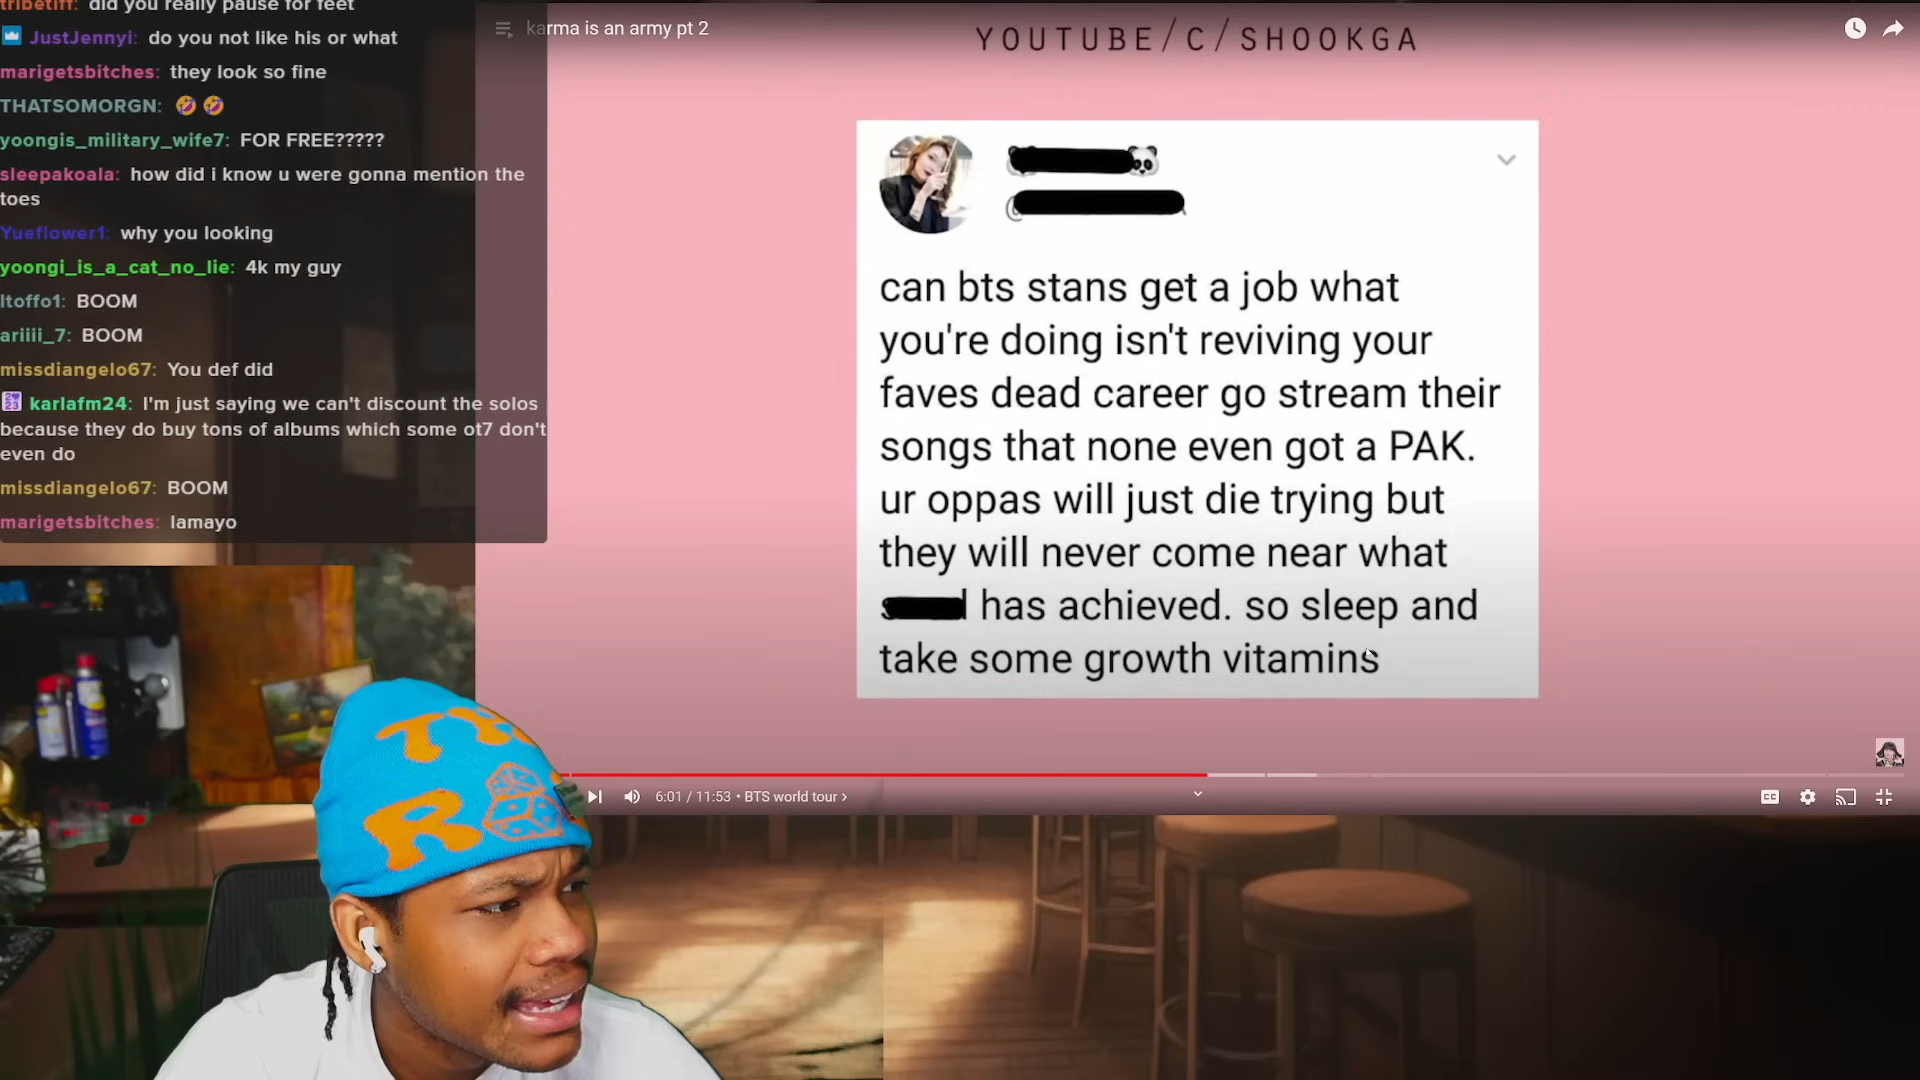 tribetiff: did you really pause for feet
JustJennyi: do you not like his or what
marigetsbitches: they look so fine
THATSOMORGN: 🤣 🤣
yoongis_military_wife7: FOR FREE?????
sleepakoala: how did i know u were gonna mention the
toes
Yueflower1: why you looking
yoongi_is_a_cat_no_lie: 4k my guy
ltoffo1: BOOM
ariiii_7: BOOM
missdiangelo67: You def did
karlafm24: I'm just saying we can't discount the solos
because they do buy tons of albums which some ot7 don't
even do
missdiangelo67: BOOM
marigetsbitches: lamayo
karma is an army pt 2
YOUTUBE/C/SHOOKGA
can bts stans get a job what
you're doing isn't reviving your
faves dead career go stream their
songs that none even got a PAK.
ur oppas will just die trying but
they will never come near what
has achieved. so sleep and
take some growth vitamins
6:01 / 11:53 • BTS world tour ›
CC